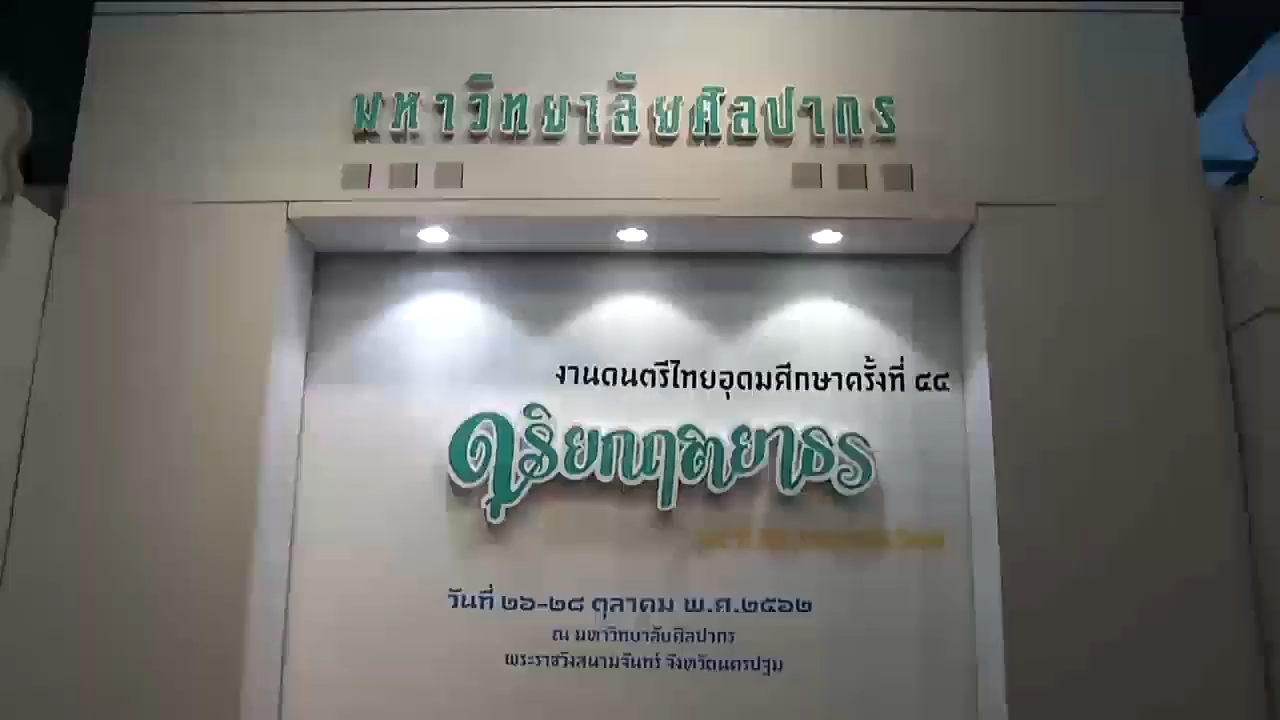 มหาวิทยาลัยศิลปากร
งานดนตรีไทยอุดมศึกษาครั้งที่ ๔๔
ดุริยกฤตยาธร
วันที่ ๒๖-๒๘ ตุลาคม พ.ศ.๒๕๖๒
ณ มหาวิทยาลัยศิลปากร
พระราชวังสนามจันทร์ จังหวัดนครปฐม